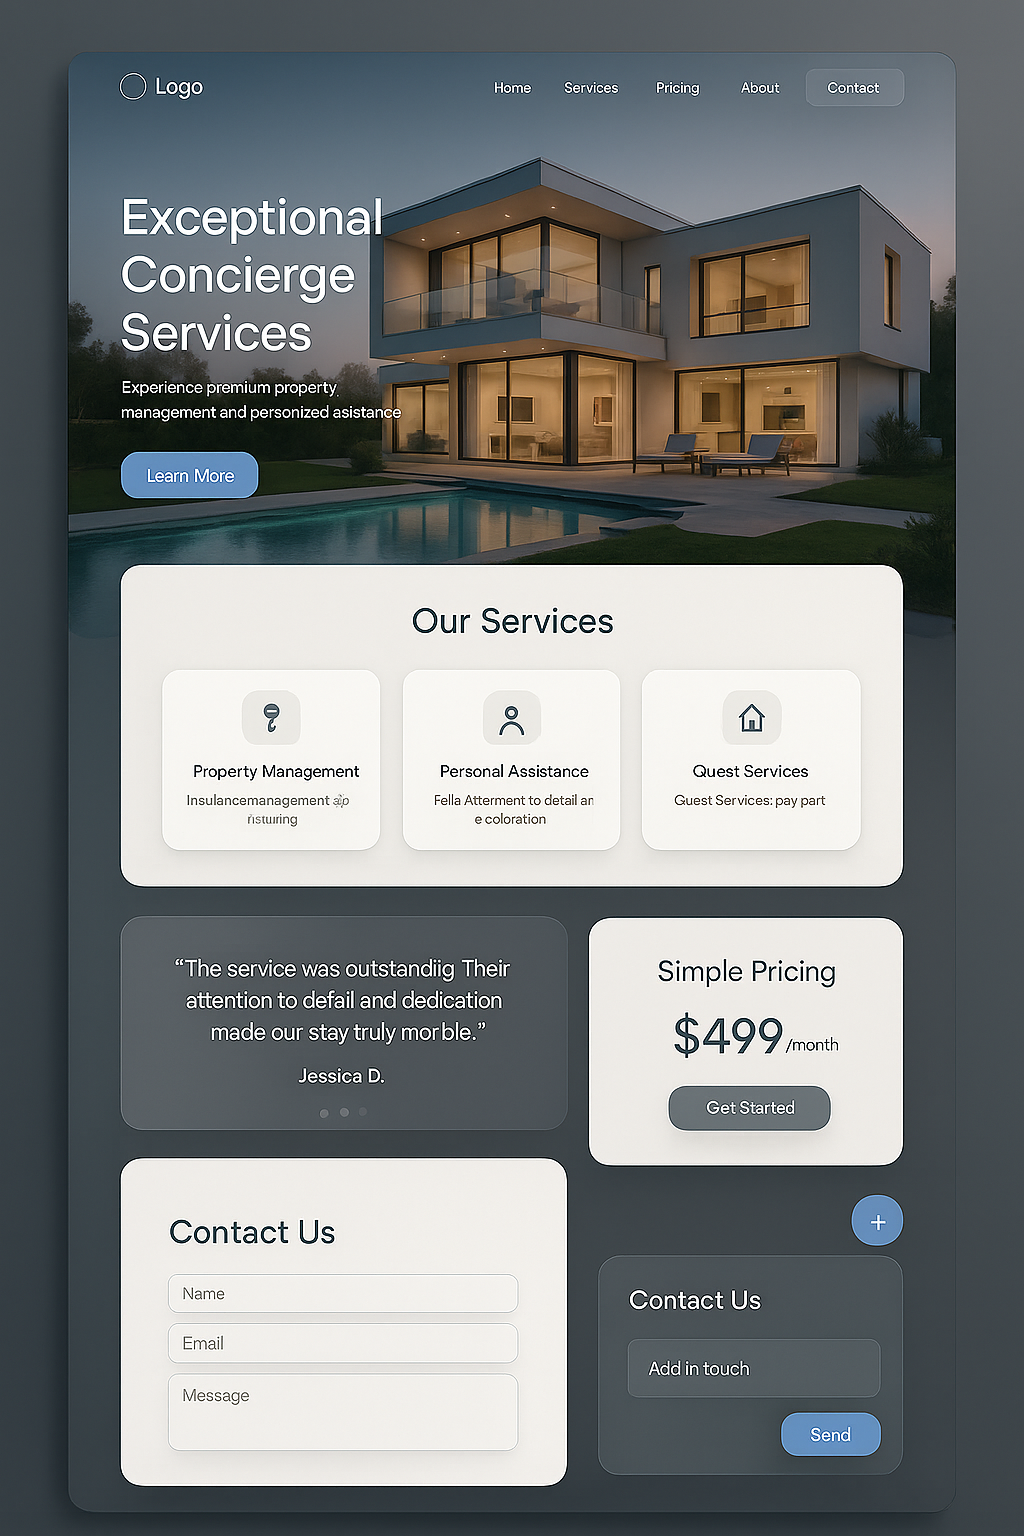 Logo
Home Services Pricing About Contact
Exceptional
Concierge
Services
Experience premium property
management and personized asistance
Learn More
Our Services
Property Management
Insulancemanagement
Personal Assistance
Fella Atterment to detail an
e coloration
Quest Services
Guest Services: pay part
“The service was outstandiig Their
attention to defail and dedication
made our stay truly morble.”
Jessica D.
Simple Pricing
$499/month
Get Started
Contact Us
Name
Email
Message
+
Contact Us
Add in touch
Send